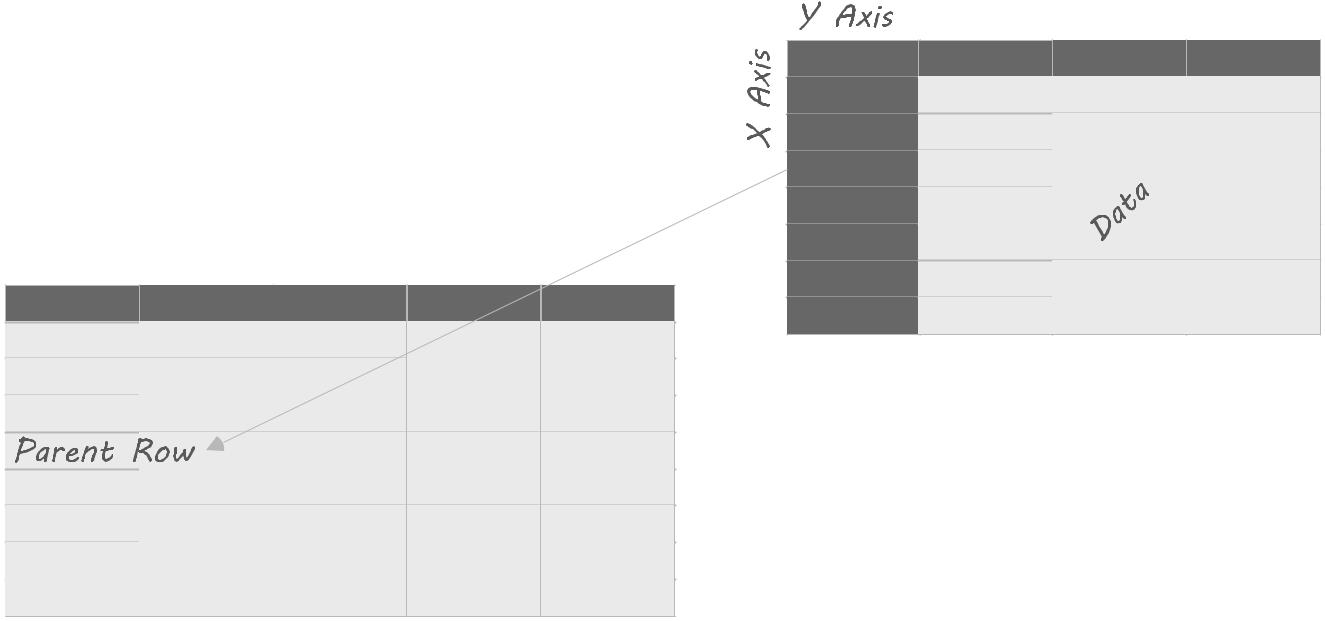 Y Axis
X Axis
Data
Parent Row